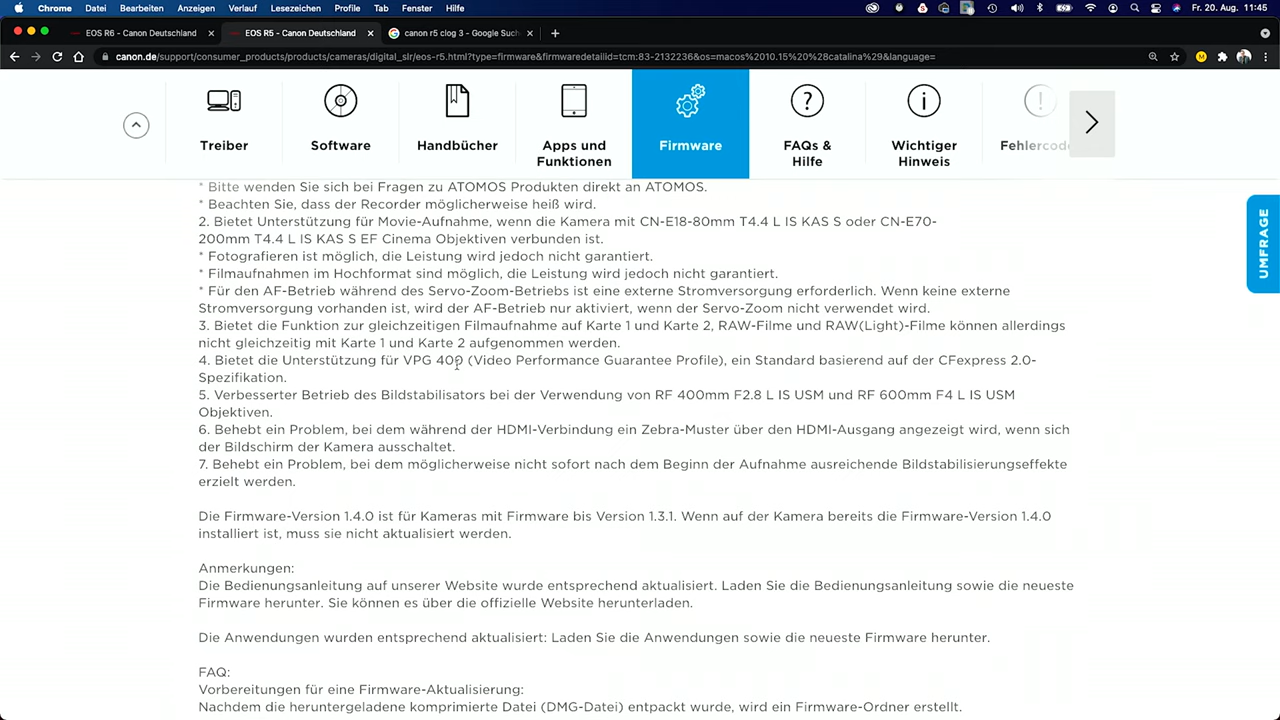 Chrome Datei Bearbeiten Anzeigen Verlauf Lesezeichen Profile Tab Fenster Hilfe Fr. 20. Aug. 11:45
EOS R6 - Canon Deutschland EOS R5 - Canon Deutschland canon r5 clog 3 - Google Such
canon.de/support/consumer_products/products/cameras/digital_slr/eos-r5.html?type=firmware&firmwaredetailid=tcm:83-2132236&os=macos%2010.15%20%28catalina%29&language=
Treiber
Software
Handbücher
Apps und
Funktionen
Firmware
FAQs &
Hilfe
Wichtiger
Hinweis
Fehlercode
* Bitte wenden Sie sich bei Fragen zu ATOMOS Produkten direkt an ATOMOS.
* Beachten Sie, dass der Recorder möglicherweise heiß wird.
2. Bietet Unterstützung für Movie-Aufnahme, wenn die Kamera mit CN-E18-80mm T4.4 L IS KAS S oder CN-E70-
200mm T4.4 L IS KAS S EF Cinema Objektiven verbunden ist.
* Fotografieren ist möglich, die Leistung wird jedoch nicht garantiert.
* Filmaufnahmen im Hochformat sind möglich, die Leistung wird jedoch nicht garantiert.
* Für den AF-Betrieb während des Servo-Zoom-Betriebs ist eine externe Stromversorgung erforderlich. Wenn keine externe
Stromversorgung vorhanden ist, wird der AF-Betrieb nur aktiviert, wenn der Servo-Zoom nicht verwendet wird.
3. Bietet die Funktion zur gleichzeitigen Filmaufnahme auf Karte 1 und Karte 2, RAW-Filme und RAW(Light)-Filme können allerdings
nicht gleichzeitig mit Karte 1 und Karte 2 aufgenommen werden.
4. Bietet die Unterstützung für VPG 400 (Video Performance Guarantee Profile), ein Standard basierend auf der CFexpress 2.0-
Spezifikation.
5. Verbesserter Betrieb des Bildstabilisators bei der Verwendung von RF 400mm F2.8 L IS USM und RF 600mm F4 L IS USM
Objektiven.
6. Behebt ein Problem, bei dem während der HDMI-Verbindung ein Zebra-Muster über den HDMI-Ausgang angezeigt wird, wenn sich
der Bildschirm der Kamera ausschaltet.
7. Behebt ein Problem, bei dem möglicherweise nicht sofort nach dem Beginn der Aufnahme ausreichende Bildstabilisierungseffekte
erzielt werden.
Die Firmware-Version 1.4.0 ist für Kameras mit Firmware bis Version 1.3.1. Wenn auf der Kamera bereits die Firmware-Version 1.4.0
installiert ist, muss sie nicht aktualisiert werden.
Anmerkungen:
Die Bedienungsanleitung auf unserer Website wurde entsprechend aktualisiert. Laden Sie die Bedienungsanleitung sowie die neueste
Firmware herunter. Sie können es über die offizielle Website herunterladen.
Die Anwendungen wurden entsprechend aktualisiert: Laden Sie die Anwendungen sowie die neueste Firmware herunter.
FAQ:
Vorbereitungen für eine Firmware-Aktualisierung:
Nachdem die heruntergeladene komprimierte Datei (DMG-Datei) entpackt wurde, wird ein Firmware-Ordner erstellt.
UMFRAGE